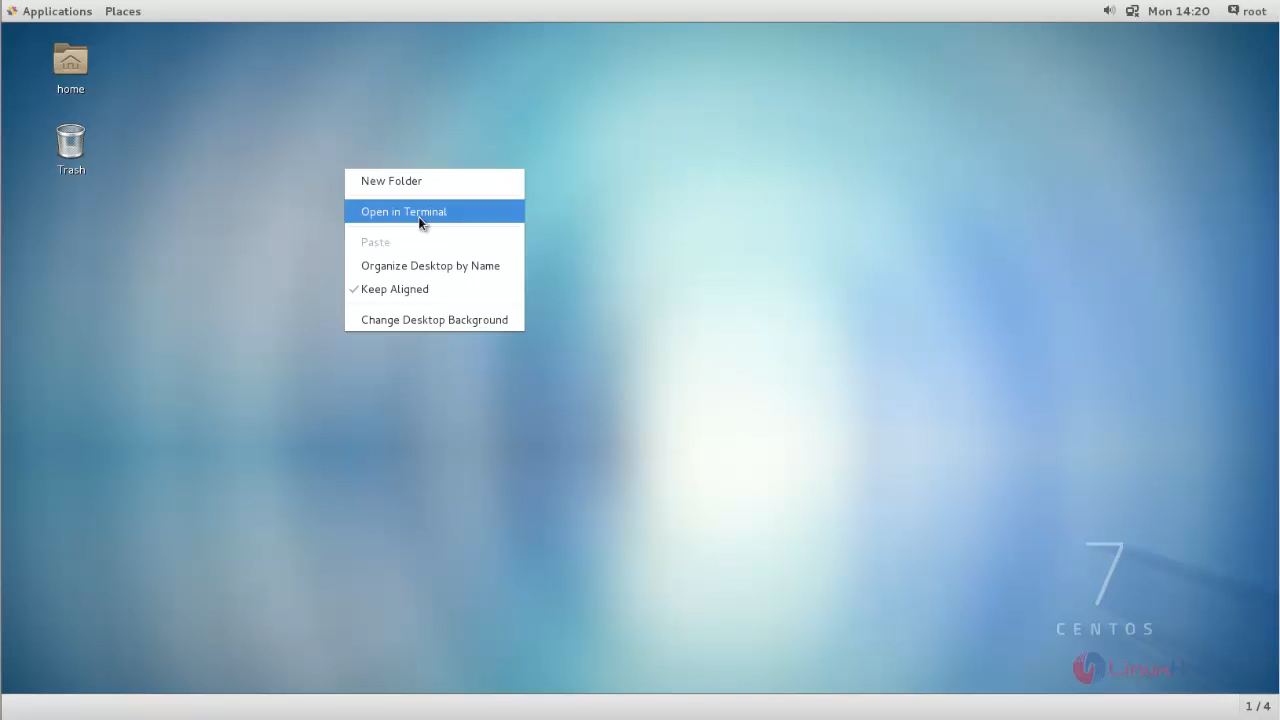 Applications Places Mon 14:20 root
home
Trash
New Folder
Open in Terminal
Paste
Organize Desktop by Name
Keep Aligned
Change Desktop Background
7
CENTOS
1 / 4